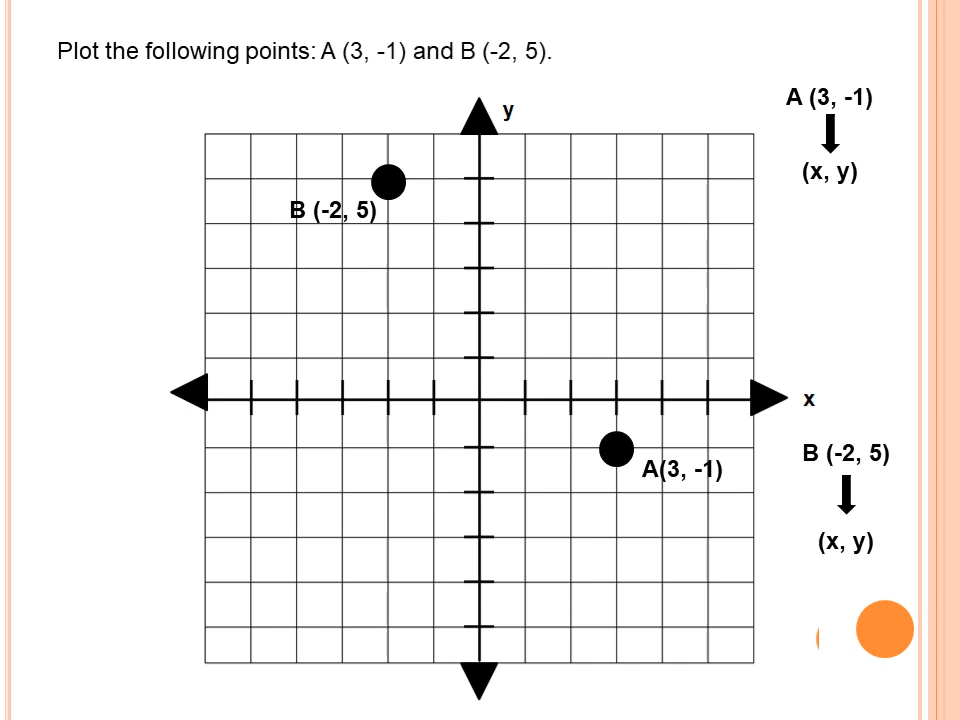 Plot the following points: A (3, -1) and B (-2, 5).
A (3, -1)
(x, y)
y
B (-2, 5)
x
A(3, -1)
B (-2, 5)
(x, y)